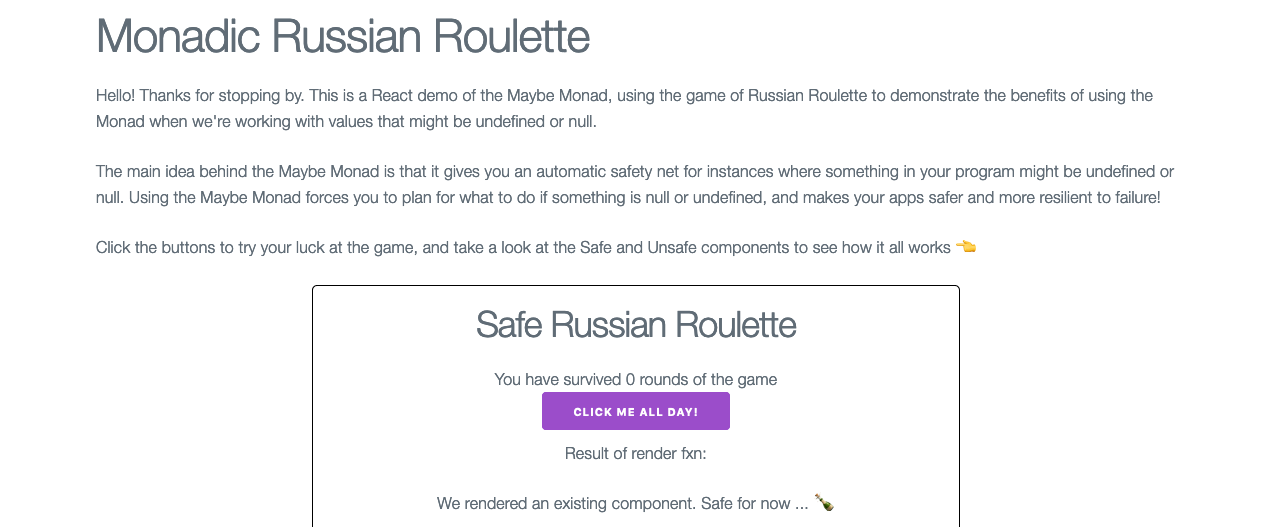 Monadic Russian Roulette
Hello! Thanks for stopping by. This is a React demo of the Maybe Monad, using the game of Russian Roulette to demonstrate the benefits of using the
Monad when we're working with values that might be undefined or null.
The main idea behind the Maybe Monad is that it gives you an automatic safety net for instances where something in your program might be undefined or
null. Using the Maybe Monad forces you to plan for what to do if something is null or undefined, and makes your apps safer and more resilient to failure!
Click the buttons to try your luck at the game, and take a look at the Safe and Unsafe components to see how it all works 👈
Safe Russian Roulette
You have survived 0 rounds of the game
CLICK ME ALL DAY!
Result of render fxn:
We rendered an existing component. Safe for now ... 🍾